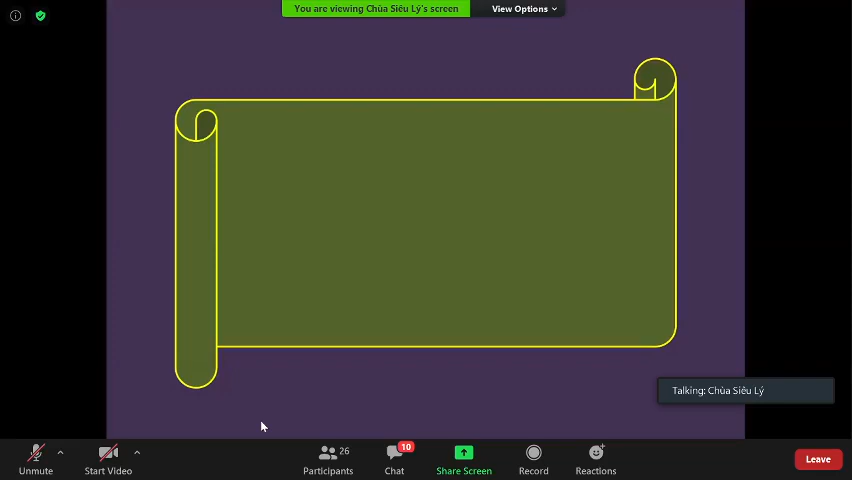 You are viewing Chùa Siêu Lý's screen
View Options
Talking: Chùa Siêu Lý
26
10
Unmute
Start Video
Participants
Chat
Share Screen
Record
Reactions
Leave